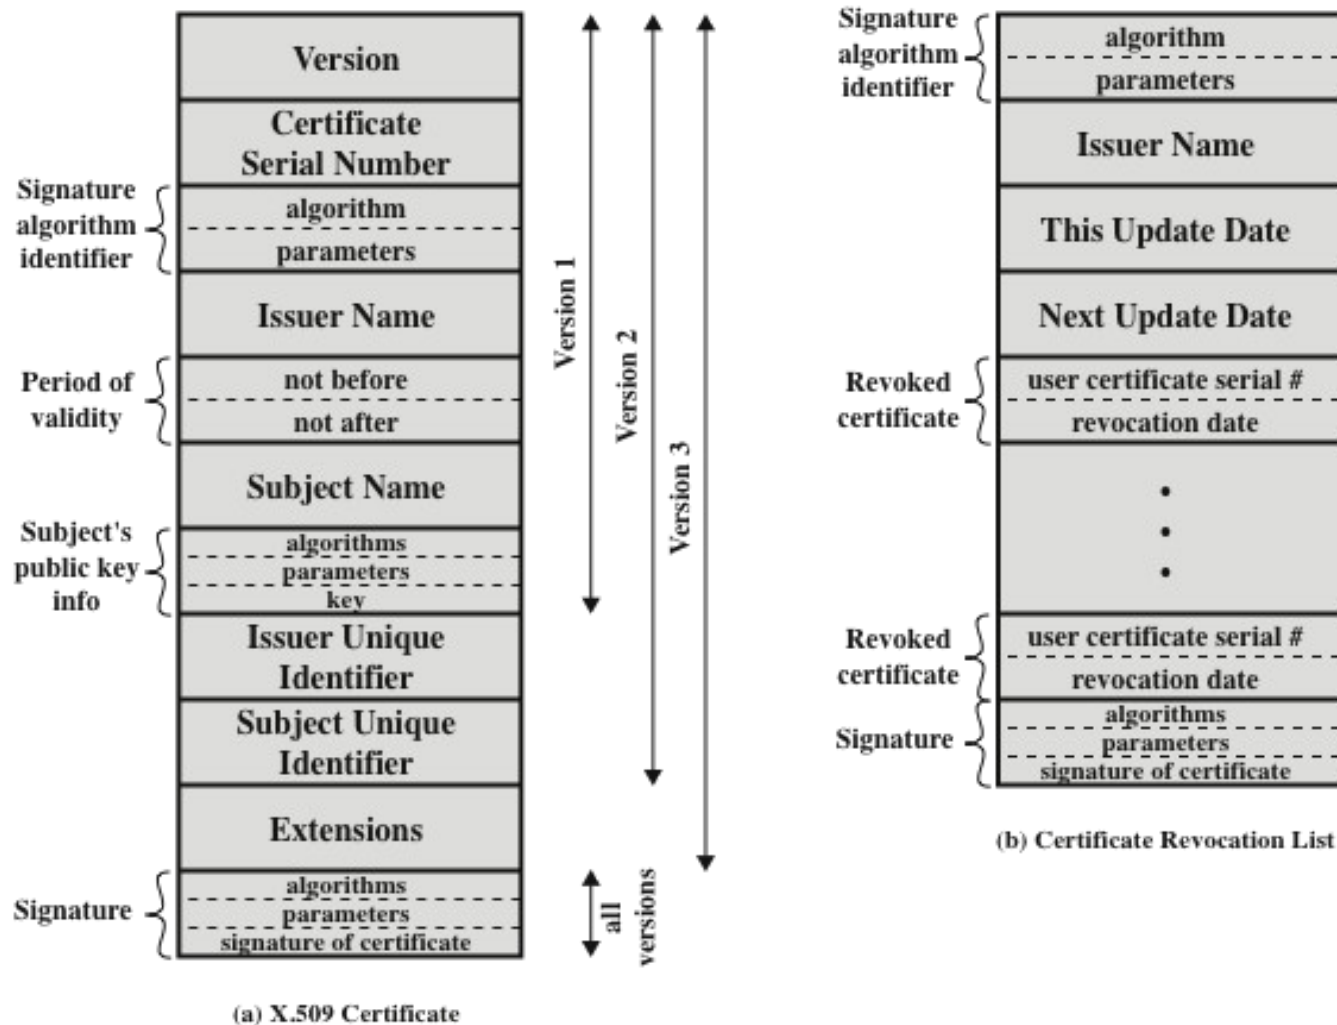 Version
Certificate
Serial Number
Signature
algorithm
identifier
algorithm
parameters
Issuer Name
Period of
validity
not before
not after
Subject Name
Subject's
public key
info
algorithms
parameters
key
Issuer Unique
Identifier
Subject Unique
Identifier
Extensions
Signature
algorithms
parameters
signature of certificate
Version 1
Version 2
Version 3
all
versions
(a) X.509 Certificate
Signature
algorithm
identifier
algorithm
parameters
Issuer Name
This Update Date
Next Update Date
Revoked
certificate
user certificate serial #
revocation date
Revoked
certificate
user certificate serial #
revocation date
Signature
algorithms
parameters
signature of certificate
(b) Certificate Revocation List